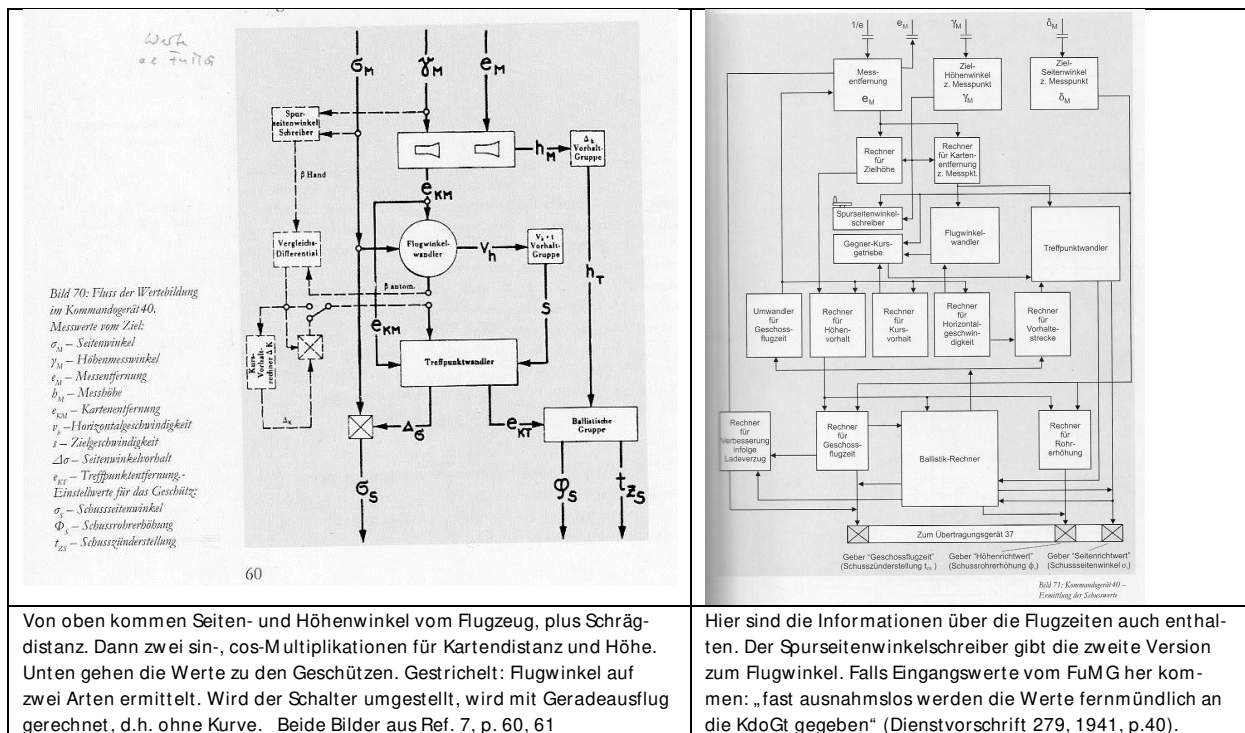 Werte
σM γM eM
Spur-
seitenwinkel
Schreiber
hM
Δh
Vorhalt-
Gruppe
β Hand
eKM
Vergleichs-
Differential
Flugwinkel-
wandler
Vh
Vh · t
Vorhalt-
Gruppe
β autom.
hT
S
eKM
Kurs-
Vorhalt-
rechner ΔK
ΔK
Treffpunktwandler
Δσ
eKT
Ballistische
Gruppe
σS φS tzS
Bild 70: Fluss der Wertebildung
im Kommandogerät 40.
Messwerte vom Ziel:
σM – Seitenwinkel
γM – Höhenmesswinkel
eM – Messentfernung
hM – Messhöhe
eKM – Kartenentfernung
vh – Horizontalgeschwindigkeit
s – Zielgeschwindigkeit
Δσ – Seitenwinkelvorhalt
eKT – Treffpunktentfernung.-
Einstellwerte für das Geschütz:
σS – Schussseitenwinkel
ΦS – Schussrohrerhöhung
tZS – Schusszünderstellung
60
1/e eM γM δM
Mess-
entfernung
eM
Ziel-
Höhenwinkel
z. Messpunkt
γM
Ziel-
Seitenwinkel
z. Messpunkt
δM
Rechner
für
Zielhöhe
Rechner
für Karten-
entfernung
z. Messpkt.
Spurseitenwinkel-
schreiber
Gegner-Kurs-
getriebe
Flugwinkel-
wandler
Treffpunktwandler
Umwandler
für
Geschoss-
flugzeit
Rechner
für
Höhen-
vorhalt
Rechner
für
Kurs-
vorhalt
Rechner
für
Horizontal-
geschwin-
digkeit
Rechner
für
Vorhalte-
strecke
Rechner
für
Verbesserung
infolge
Ladeverzug
Rechner
für
Geschoss-
flugzeit
Ballistik-Rechner
Rechner
für
Rohr-
erhöhung
Zum Übertragungsgerät 37
Geber "Geschossflugzeit"
(Schusszünderstellung tzs )
Geber "Höhenrichtwert"
(Schussrohrerhöhung φs)
Geber "Seitenrichtwert"
(Schussseitenwinkel σs)
Bild 71: Kommandogerät 40 –
Ermittlung der Schusswerte
Von oben kommen Seiten- und Höhenwinkel vom Flugzeug, plus Schräg-
distanz. Dann zwei sin-, cos-Multiplikationen für Kartendistanz und Höhe.
Unten gehen die Werte zu den Geschützen. Gestrichelt: Flugwinkel auf
zwei Arten ermittelt. Wird der Schalter umgestellt, wird mit Geradeausflug
gerechnet, d.h. ohne Kurve. Beide Bilder aus Ref. 7, p. 60, 61
Hier sind die Informationen über die Flugzeiten auch enthal-
ten. Der Spurseitenwinkelschreiber gibt die zweite Version
zum Flugwinkel. Falls Eingangswerte vom FuMG her kom-
men: „fast ausnahmslos werden die Werte fernmündlich an
die KdoGt gegeben“ (Dienstvorschrift 279, 1941, p.40).